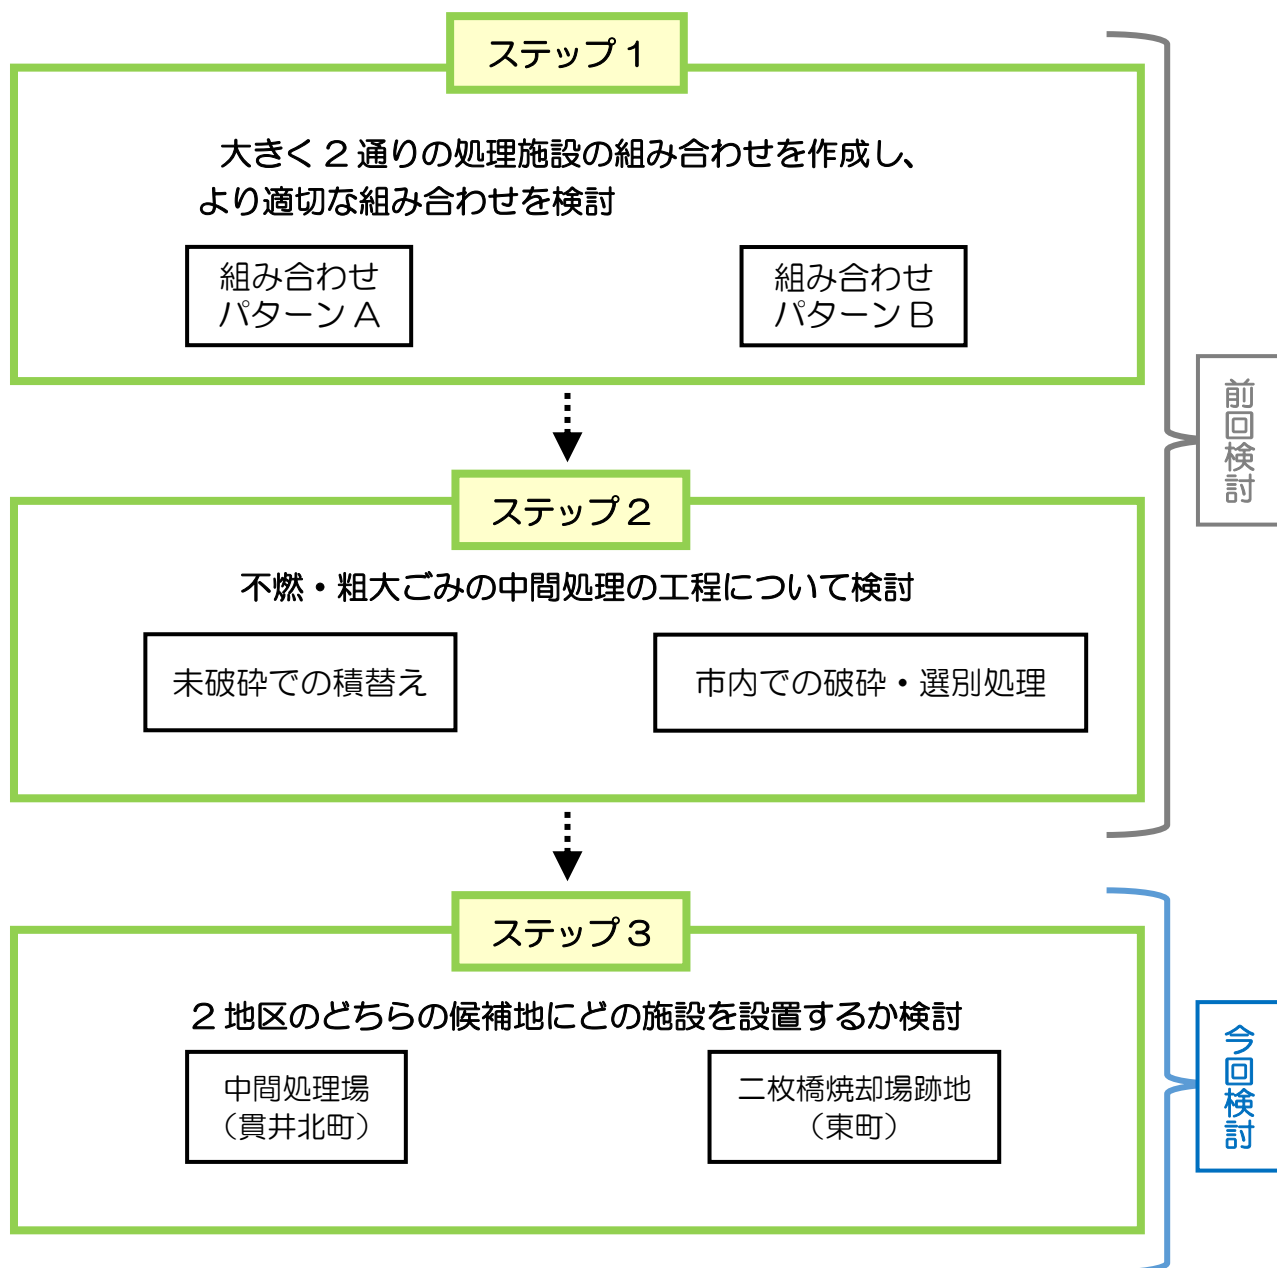 ステップ1
大きく2通りの処理施設の組み合わせを作成し、
より適切な組み合わせを検討
組み合わせ
パターンA
組み合わせ
パターンB
前回検討
ステップ2
不燃・粗大ごみの中間処理の工程について検討
未破砕での積替え
市内での破砕・選別処理
ステップ3
2地区のどちらの候補地にどの施設を設置するか検討
中間処理場
（貫井北町）
二枚橋焼却場跡地
（東町）
今回検討